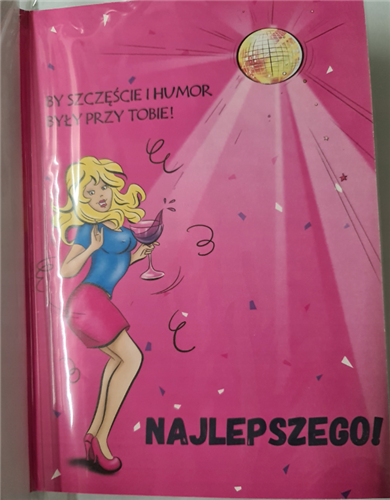 BY SZCZĘŚCIE I HUMOR
BYŁY PRZY TOBIE!
NAJLEPSZEGO!